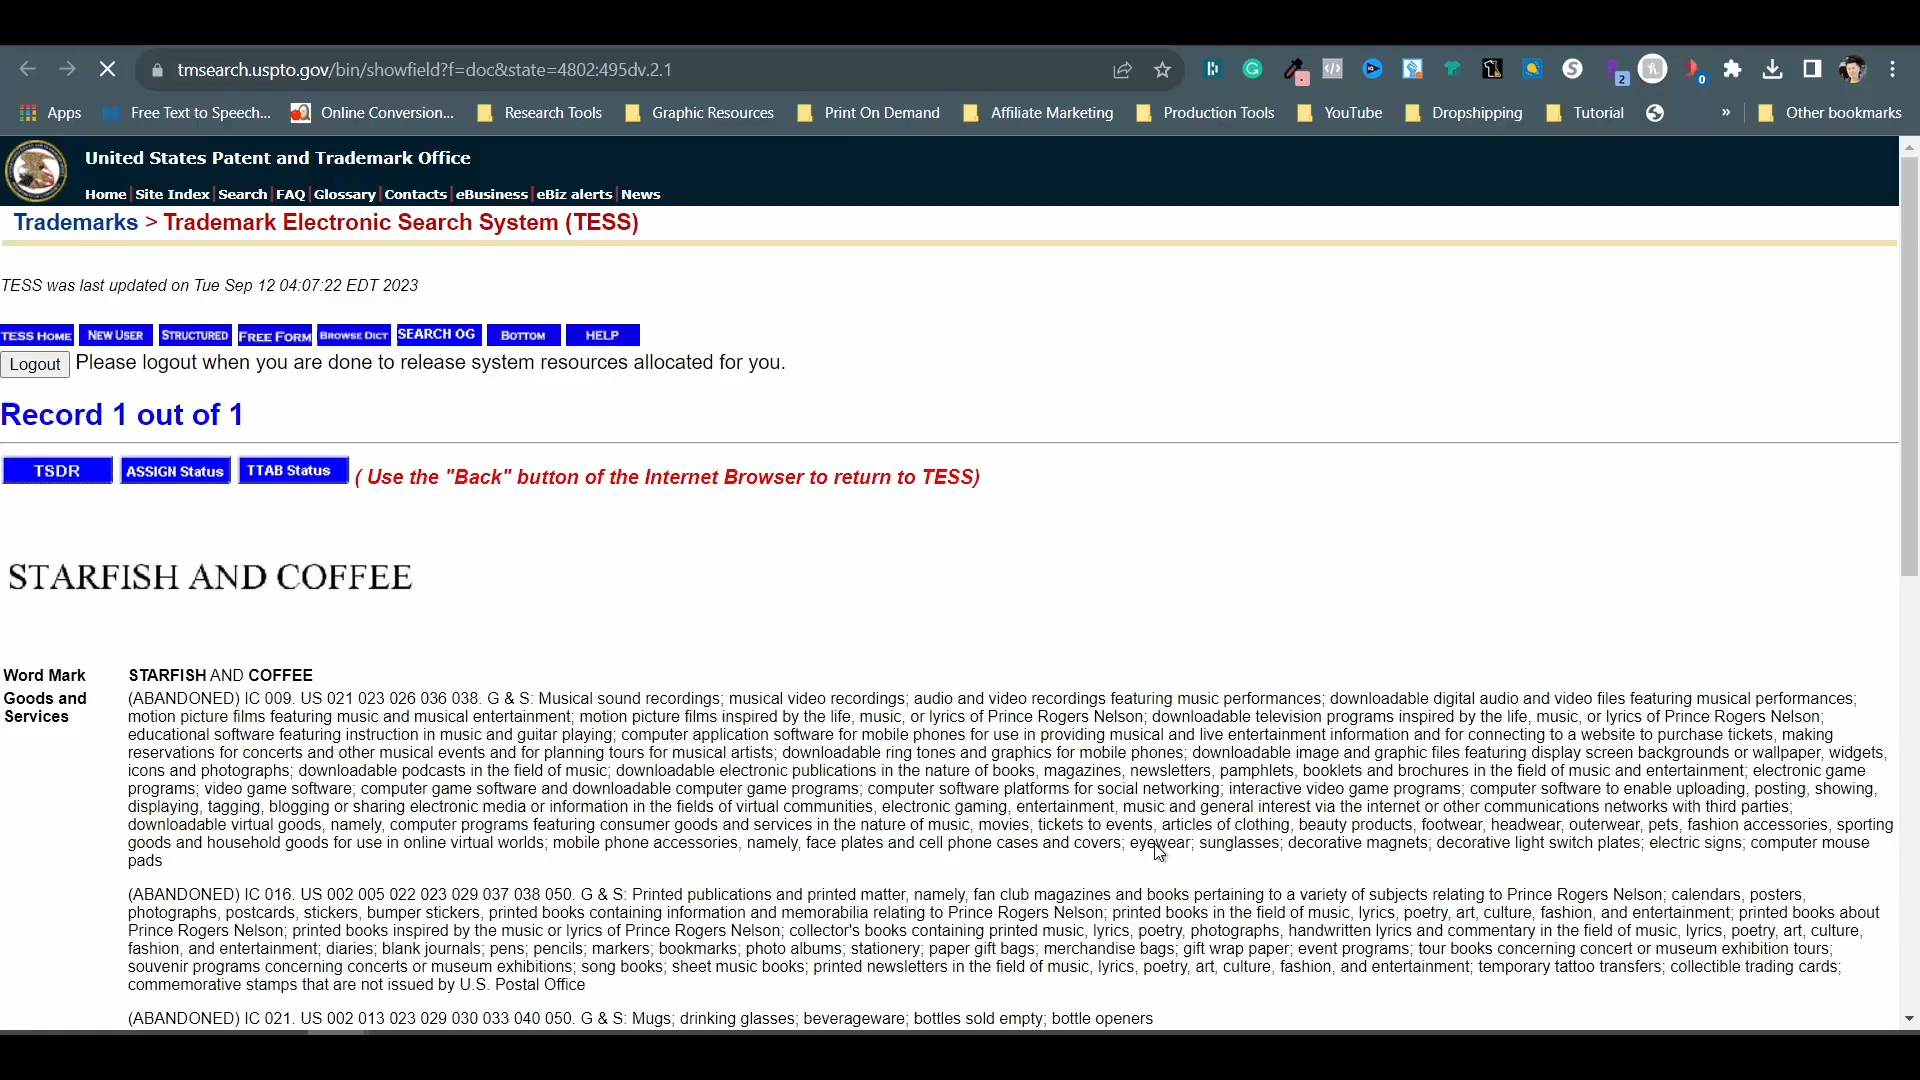 tmsearch.uspto.gov/bin/showfield?f=doc&state=4802:495dv.2.1
2
0
Apps
Free Text to Speech...
Online Conversion...
Research Tools
Graphic Resources
Print On Demand
Affiliate Marketing
Production Tools
YouTube
Dropshipping
Tutorial
»
Other bookmarks
United States Patent and Trademark Office
Home | Site Index | Search | FAQ | Glossary | Contacts | eBusiness | eBiz alerts | News
Trademarks > Trademark Electronic Search System (TESS)
TESS was last updated on Tue Sep 12 04:07:22 EDT 2023
TESS HOME NEW USER STRUCTURED FREE FORM BROWSE DICT SEARCH OG BOTTOM HELP
Logout Please logout when you are done to release system resources allocated for you.
Record 1 out of 1
TSDR ASSIGN Status TTAB Status ( Use the "Back" button of the Internet Browser to return to TESS)
STARFISH AND COFFEE
Word Mark STARFISH AND COFFEE
Goods and Services
(ABANDONED) IC 009. US 021 023 026 036 038. G & S: Musical sound recordings; musical video recordings; audio and video recordings featuring music performances; downloadable digital audio and video files featuring musical performances;
motion picture films featuring music and musical entertainment; motion picture films inspired by the life, music, or lyrics of Prince Rogers Nelson; downloadable television programs inspired by the life, music, or lyrics of Prince Rogers Nelson;
educational software featuring instruction in music and guitar playing; computer application software for mobile phones for use in providing musical and live entertainment information and for connecting to a website to purchase tickets, making
reservations for concerts and other musical events and for planning tours for musical artists; downloadable ring tones and graphics for mobile phones; downloadable image and graphic files featuring display screen backgrounds or wallpaper, widgets,
icons and photographs; downloadable podcasts in the field of music; downloadable electronic publications in the nature of books, magazines, newsletters, pamphlets, booklets and brochures in the field of music and entertainment; electronic game
programs; video game software; computer game software and downloadable computer game programs; computer software platforms for social networking; interactive video game programs; computer software to enable uploading, posting, showing,
displaying, tagging, blogging or sharing electronic media or information in the fields of virtual communities, electronic gaming, entertainment, music and general interest via the internet or other communications networks with third parties;
downloadable virtual goods, namely, computer programs featuring consumer goods and services in the nature of music, movies, tickets to events, articles of clothing, beauty products, footwear, headwear, outerwear, pets, fashion accessories, sporting
goods and household goods for use in online virtual worlds; mobile phone accessories, namely, face plates and cell phone cases and covers; eyewear; sunglasses; decorative magnets; decorative light switch plates; electric signs; computer mouse
pads
(ABANDONED) IC 016. US 002 005 022 023 029 037 038 050. G & S: Printed publications and printed matter, namely, fan club magazines and books pertaining to a variety of subjects relating to Prince Rogers Nelson; calendars, posters,
photographs, postcards, stickers, bumper stickers, printed books containing information and memorabilia relating to Prince Rogers Nelson; printed books in the field of music, lyrics, poetry, art, culture, fashion, and entertainment; printed books about
Prince Rogers Nelson; printed books inspired by the music or lyrics of Prince Rogers Nelson; collector's books containing printed music, lyrics, poetry, photographs, handwritten lyrics and commentary in the field of music, lyrics, poetry, art, culture,
fashion, and entertainment; diaries; blank journals; pens; pencils; markers; bookmarks; photo albums; stationery; paper gift bags; merchandise bags; gift wrap paper; event programs; tour books concerning concert or museum exhibition tours;
souvenir programs concerning concerts or museum exhibitions; song books; sheet music books; printed newsletters in the field of music, lyrics, poetry, art, culture, fashion, and entertainment; temporary tattoo transfers; collectible trading cards;
commemorative stamps that are not issued by U.S. Postal Office
(ABANDONED) IC 021. US 002 013 023 029 030 033 040 050. G & S: Mugs; drinking glasses; beverageware; bottles sold empty; bottle openers